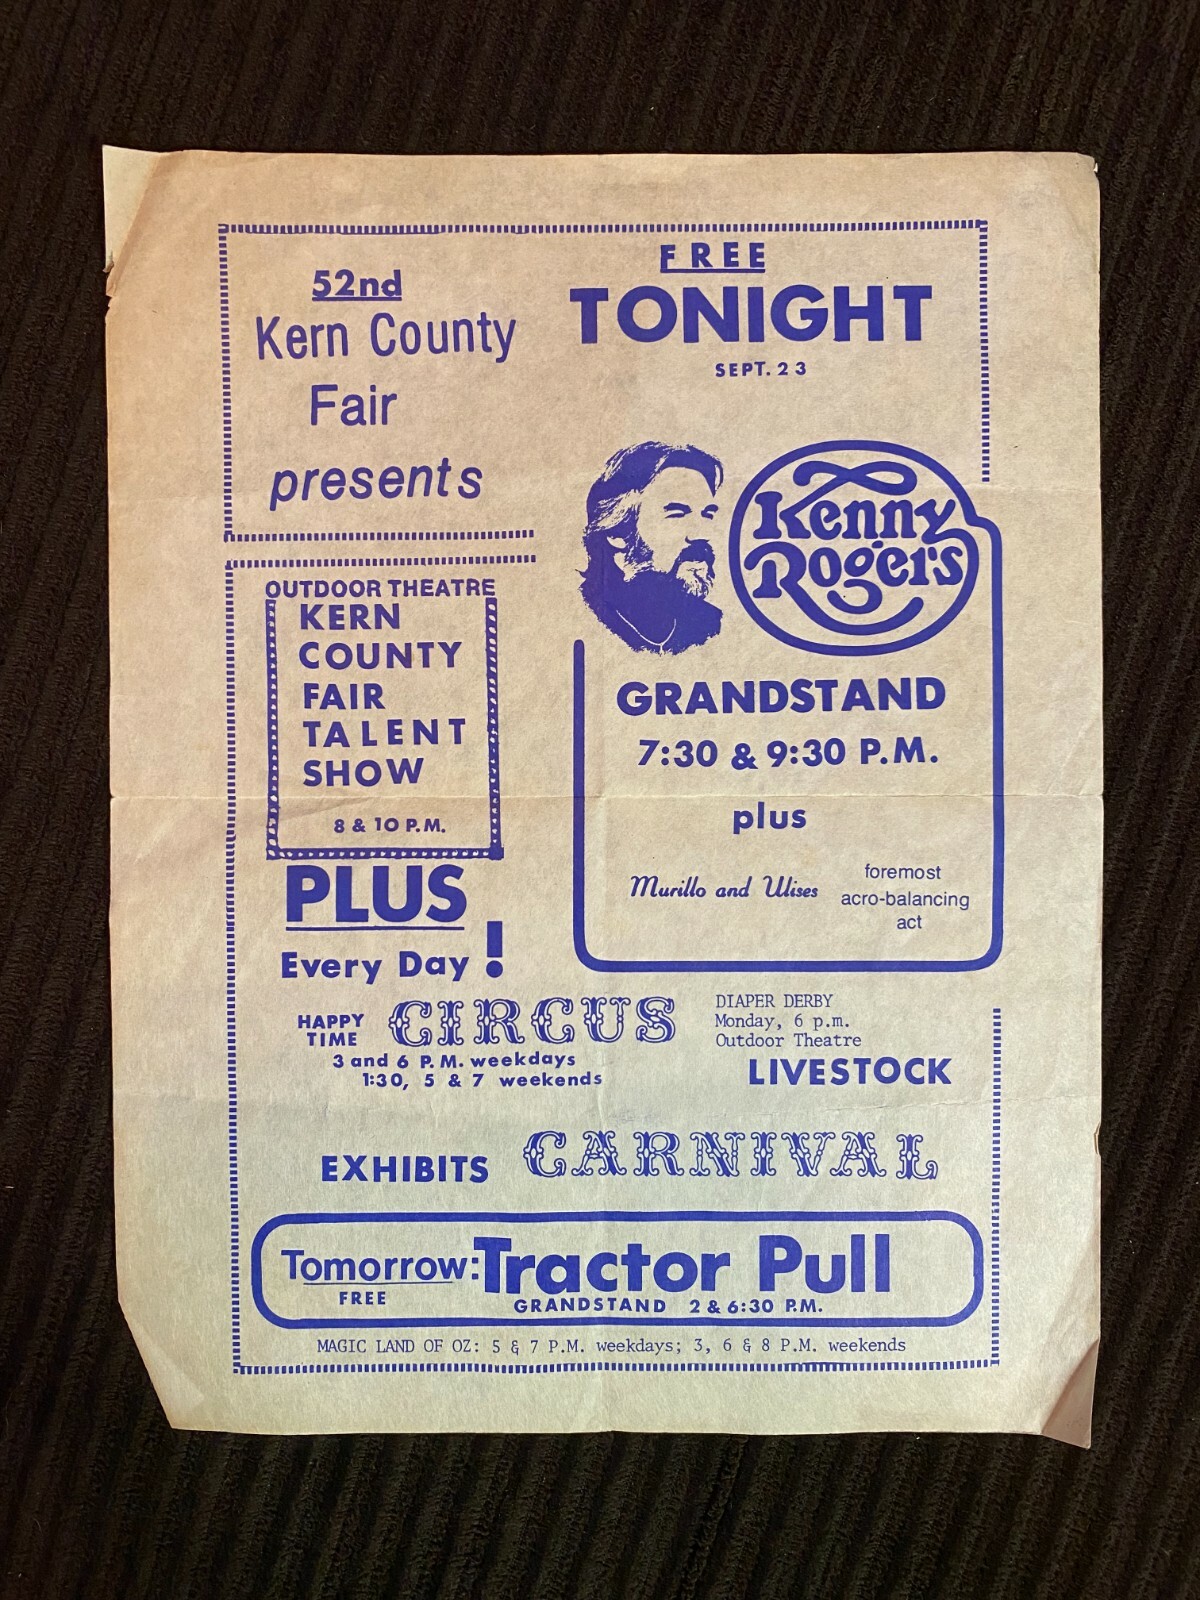 52nd
Kern County
Fair
presents
FREE
TONIGHT
SEPT. 23
Kenny
Rogers
GRANDSTAND
7:30 & 9:30 P.M.
plus
Murillo and Ulises
foremost
acro-balancing
act
OUTDOOR THEATRE
KERN
COUNTY
FAIR
TALENT
SHOW
8 & 10 P.M.
PLUS
Every Day !
HAPPY
TIME
CIRCUS
3 and 6 P.M. weekdays
1:30, 5 & 7 weekends
DIAPER DERBY
Monday, 6 p.m.
Outdoor Theatre
LIVESTOCK
EXHIBITS
CARNIVAL
Tomorrow: Tractor Pull
FREE
GRANDSTAND 2 & 6:30 P.M.
MAGIC LAND OF OZ: 5 & 7 P.M. weekdays; 3, 6 & 8 P.M. weekends